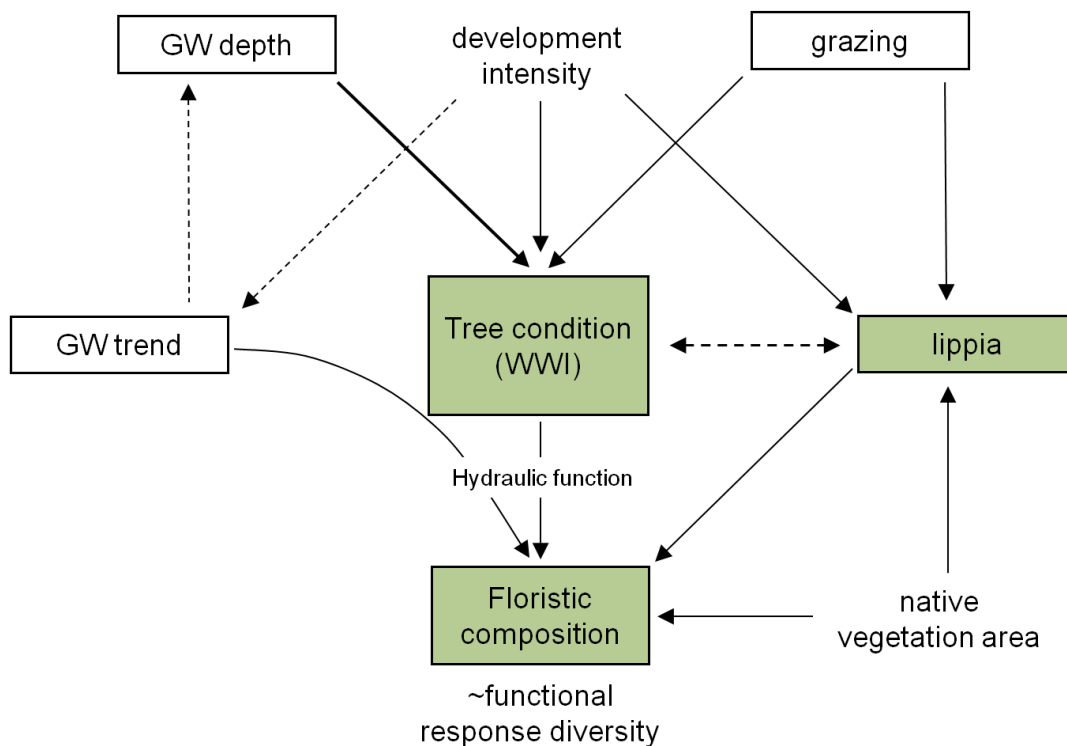 GW depth
development
intensity
grazing
GW trend
Tree condition
(WWI)
lippia
Hydraulic function
Floristic
composition
native
vegetation area
~functional
response diversity